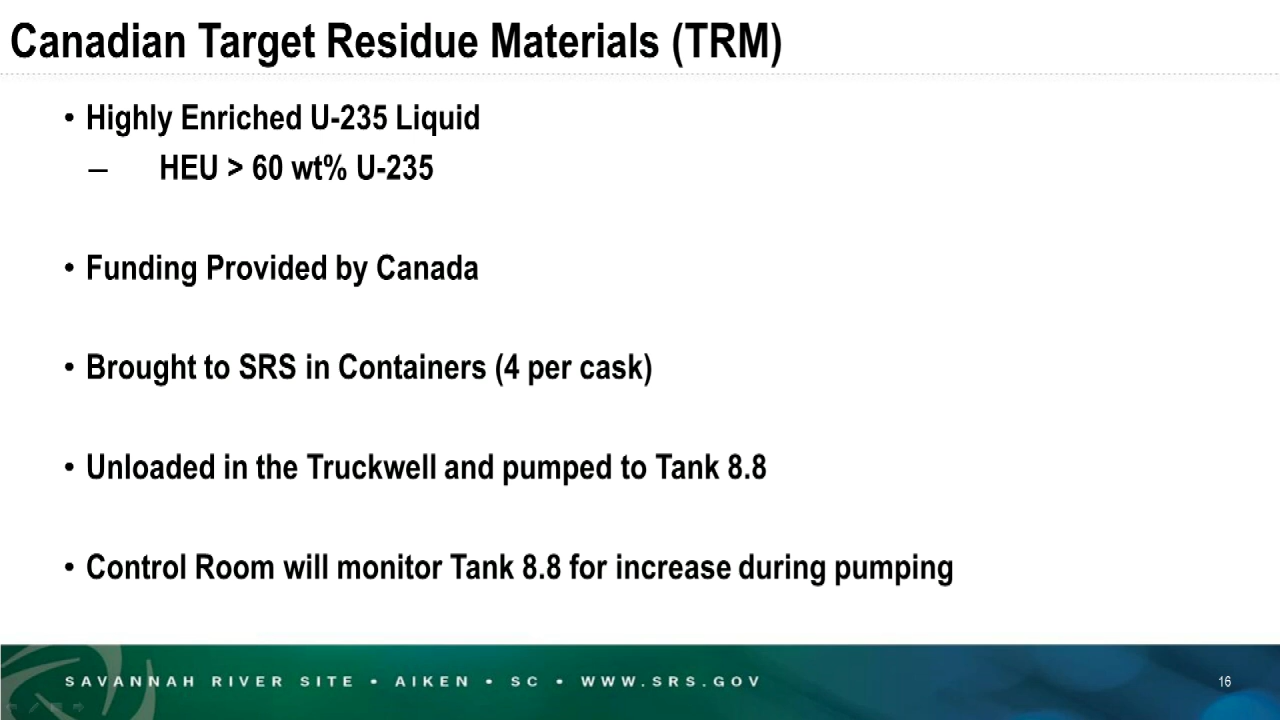 Canadian Target Residue Materials (TRM)
• Highly Enriched U-235 Liquid
– HEU > 60 wt% U-235
• Funding Provided by Canada
• Brought to SRS in Containers (4 per cask)
• Unloaded in the Truckwell and pumped to Tank 8.8
• Control Room will monitor Tank 8.8 for increase during pumping
SAVANNAH RIVER SITE • AIKEN • SC • WWW.SRS.GOV
16